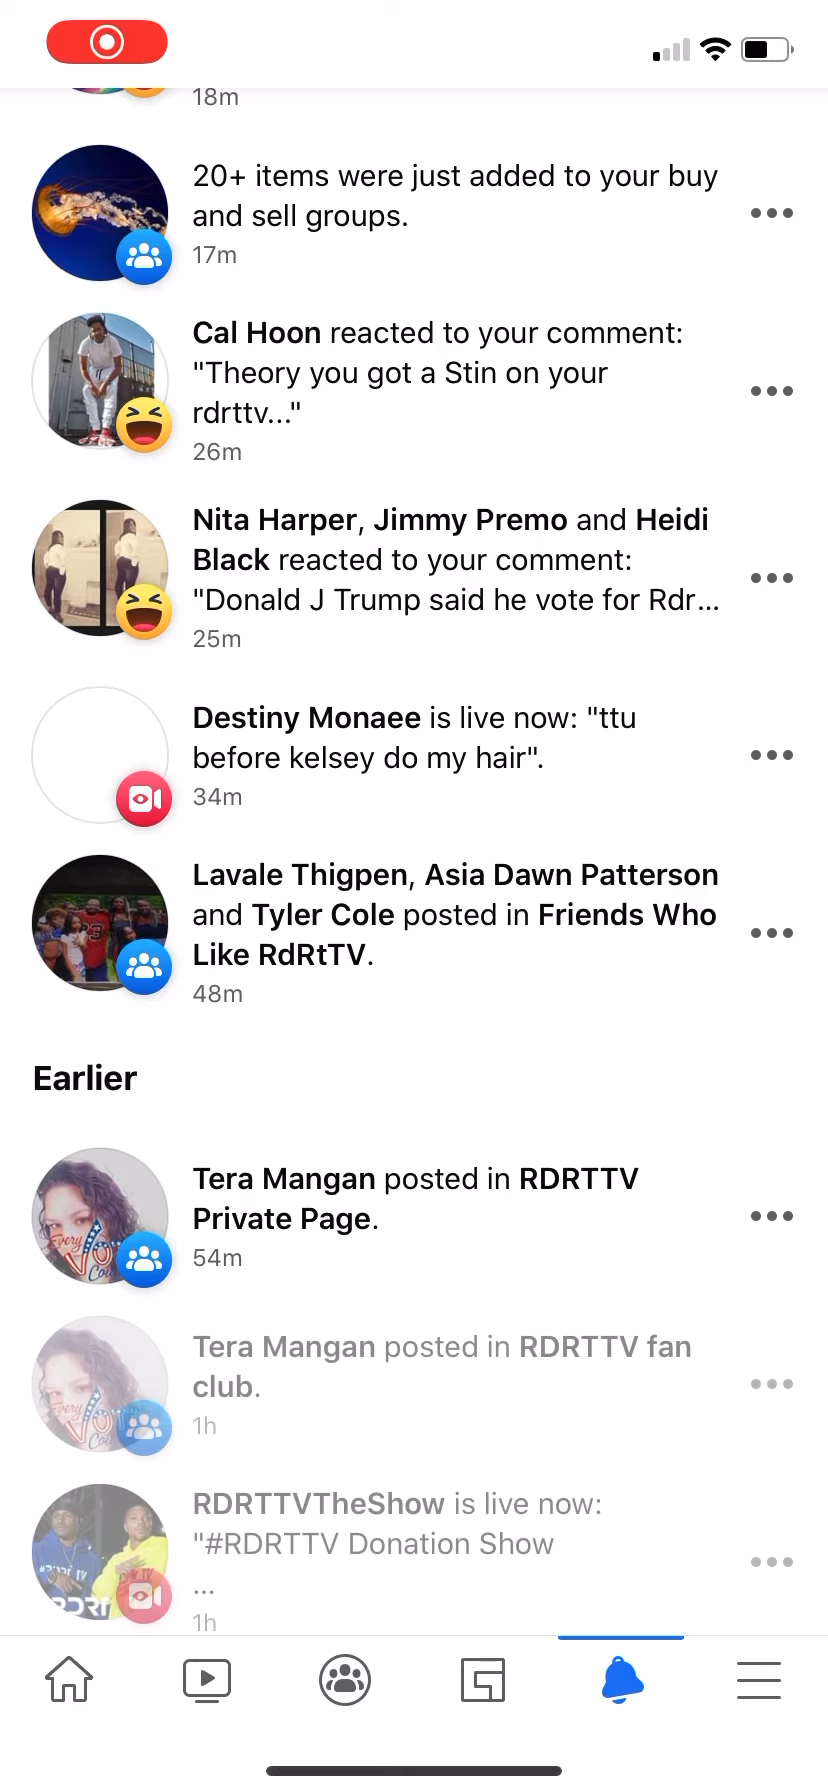 18m
20+ items were just added to your buy
and sell groups.
17m
Cal Hoon reacted to your comment:
"Theory you got a Stin on your
rdrttv..."
26m
Nita Harper, Jimmy Premo and Heidi
Black reacted to your comment:
"Donald J Trump said he vote for Rdr...
25m
Destiny Monaee is live now: "ttu
before kelsey do my hair".
34m
Lavale Thigpen, Asia Dawn Patterson
and Tyler Cole posted in Friends Who
Like RdRtTV.
48m
Earlier
Tera Mangan posted in RDRTTV
Private Page.
54m
Tera Mangan posted in RDRTTV fan
club.
1h
RDRTTVTheShow is live now:
"#RDRTTV Donation Show
...
1h